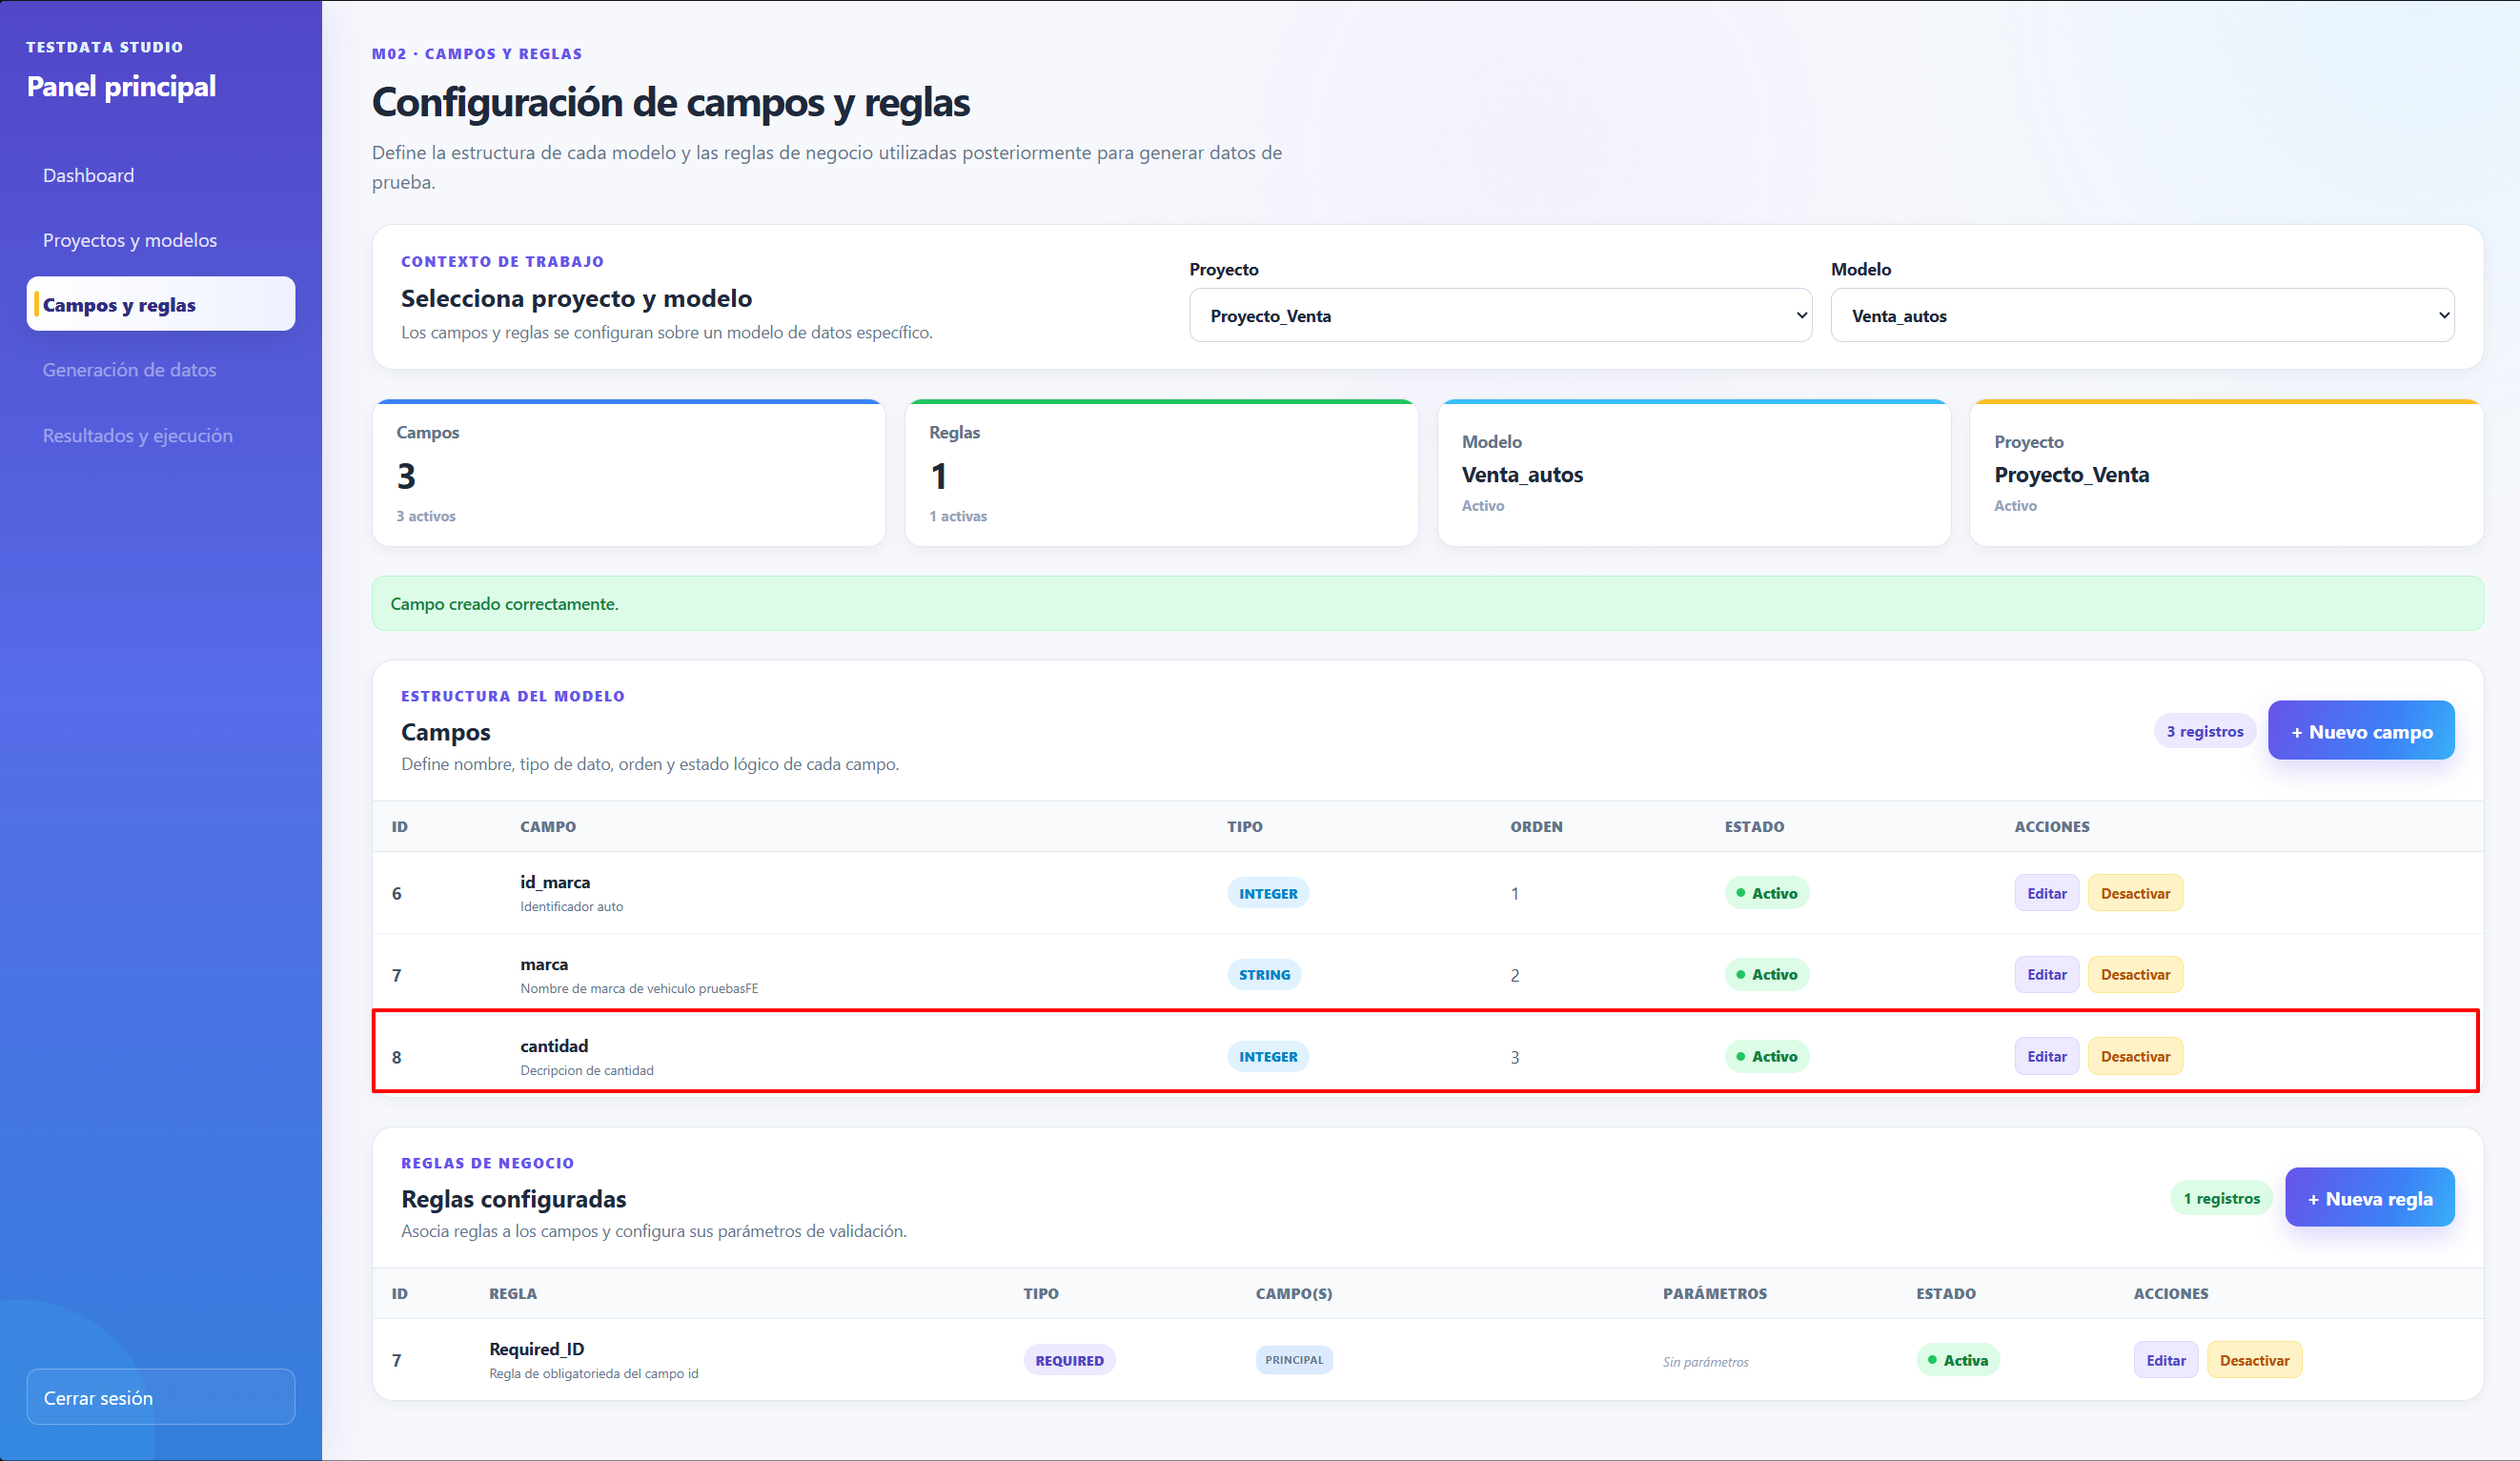 TESTDATA STUDIO
Panel principal
Dashboard
Proyectos y modelos
Campos y reglas
Generación de datos
Resultados y ejecución
Cerrar sesión
M02 · CAMPOS Y REGLAS
Configuración de campos y reglas
Define la estructura de cada modelo y las reglas de negocio utilizadas posteriormente para generar datos de
prueba.
CONTEXTO DE TRABAJO
Selecciona proyecto y modelo
Los campos y reglas se configuran sobre un modelo de datos específico.
Proyecto
Proyecto_Venta
Modelo
Venta_autos
Campos
3
3 activos
Reglas
1
1 activas
Modelo
Venta_autos
Activo
Proyecto
Proyecto_Venta
Activo
Campo creado correctamente.
ESTRUCTURA DEL MODELO
Campos
Define nombre, tipo de dato, orden y estado lógico de cada campo.
3 registros
+ Nuevo campo
ID CAMPO TIPO ORDEN ESTADO ACCIONES
6 id_marca INTEGER 1 Activo Editar Desactivar
Identificador auto
7 marca STRING 2 Activo Editar Desactivar
Nombre de marca de vehiculo pruebasFE
8 cantidad INTEGER 3 Activo Editar Desactivar
Decripcion de cantidad
REGLAS DE NEGOCIO
Reglas configuradas
Asocia reglas a los campos y configura sus parámetros de validación.
1 registros
+ Nueva regla
ID REGLA TIPO CAMPO(S) PARÁMETROS ESTADO ACCIONES
7 Required_ID REQUIRED PRINCIPAL Sin parámetros Activa Editar Desactivar
Regla de obligatorieda del campo id